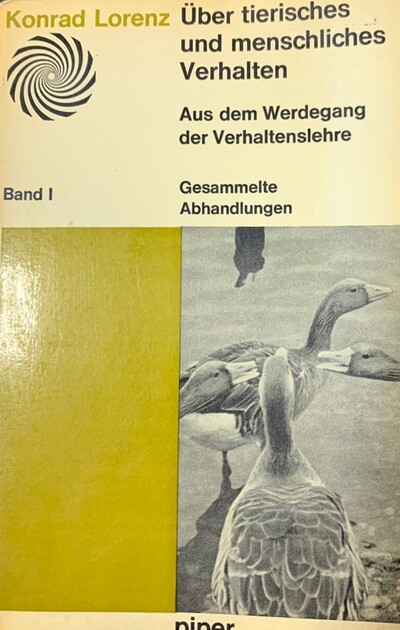 Konrad Lorenz
Über tierisches
und menschliches
Verhalten
Aus dem Werdegang
der Verhaltenslehre
Band I
Gesammelte
Abhandlungen
piper